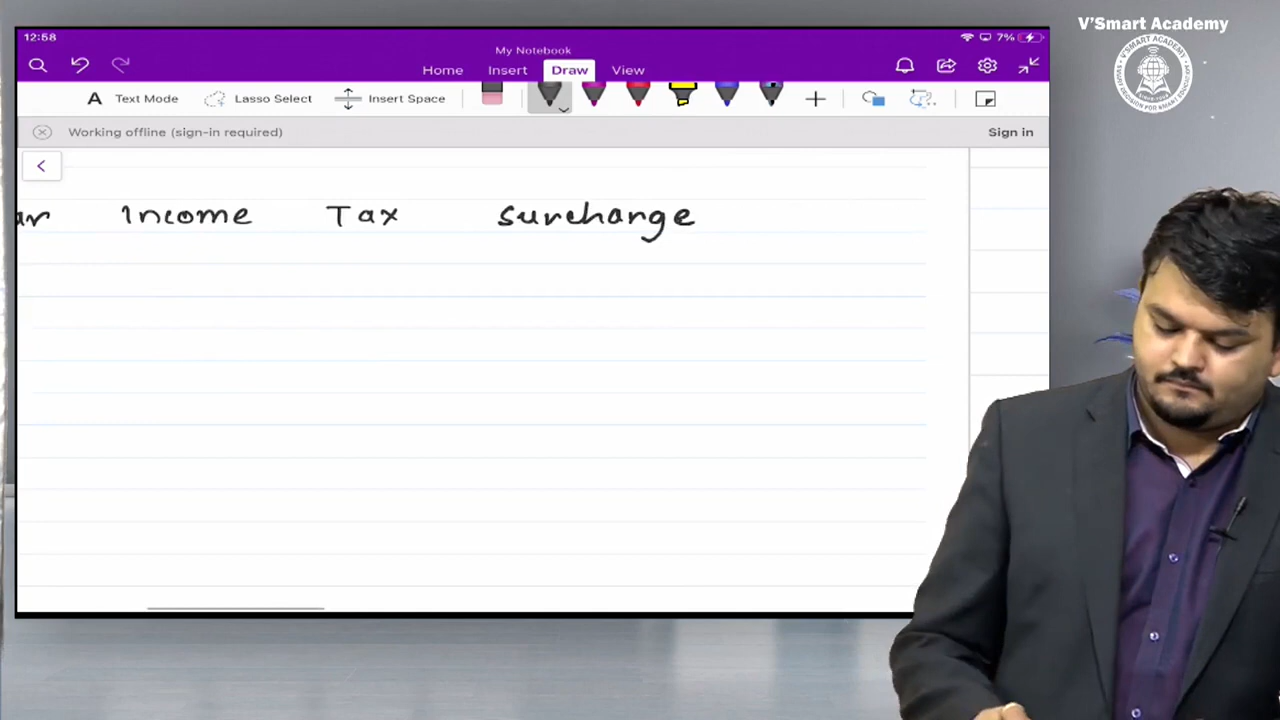 V'Smart Academy
12:58
7%
My Notebook
Home Insert Draw View
A Text Mode Lasso Select Insert Space
Working offline (sign-in required) Sign in
Income Tax Surcharge